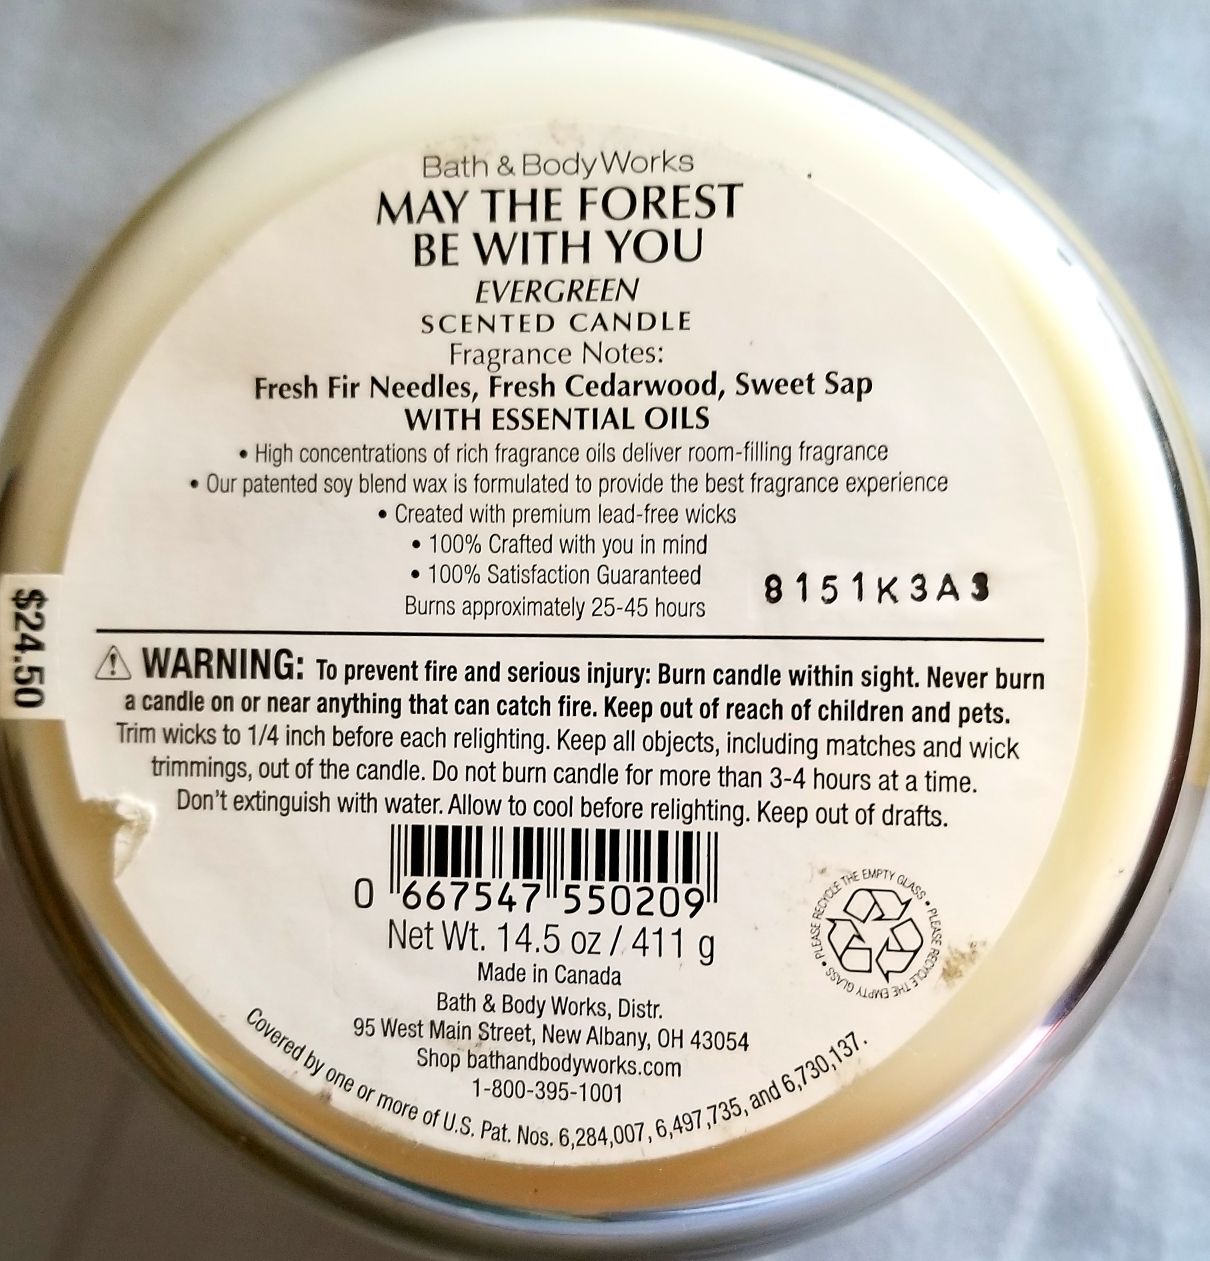 Bath & Body Works
MAY THE FOREST
BE WITH YOU
EVERGREEN
SCENTED CANDLE
Fragrance Notes:
Fresh Fir Needles, Fresh Cedarwood, Sweet Sap
WITH ESSENTIAL OILS
• High concentrations of rich fragrance oils deliver room-filling fragrance
• Our patented soy blend wax is formulated to provide the best fragrance experience
• Created with premium lead-free wicks
• 100% Crafted with you in mind
• 100% Satisfaction Guaranteed
Burns approximately 25-45 hours
8151K3A3
$24.50
⚠ WARNING: To prevent fire and serious injury: Burn candle within sight. Never burn
a candle on or near anything that can catch fire. Keep out of reach of children and pets.
Trim wicks to 1/4 inch before each relighting. Keep all objects, including matches and wick
trimmings, out of the candle. Do not burn candle for more than 3-4 hours at a time.
Don't extinguish with water. Allow to cool before relighting. Keep out of drafts.
0 667547 550209
Net Wt. 14.5 oz / 411 g
Made in Canada
Bath & Body Works, Distr.
95 West Main Street, New Albany, OH 43054
Shop bathandbodyworks.com
1-800-395-1001
Covered by one or more of U.S. Pat. Nos. 6,284,007, 6,497,735, and 6,730,137.
• PLEASE RECYCLE THE EMPTY GLASS • PLEASE RECYCLE THE EMPTY GLASS